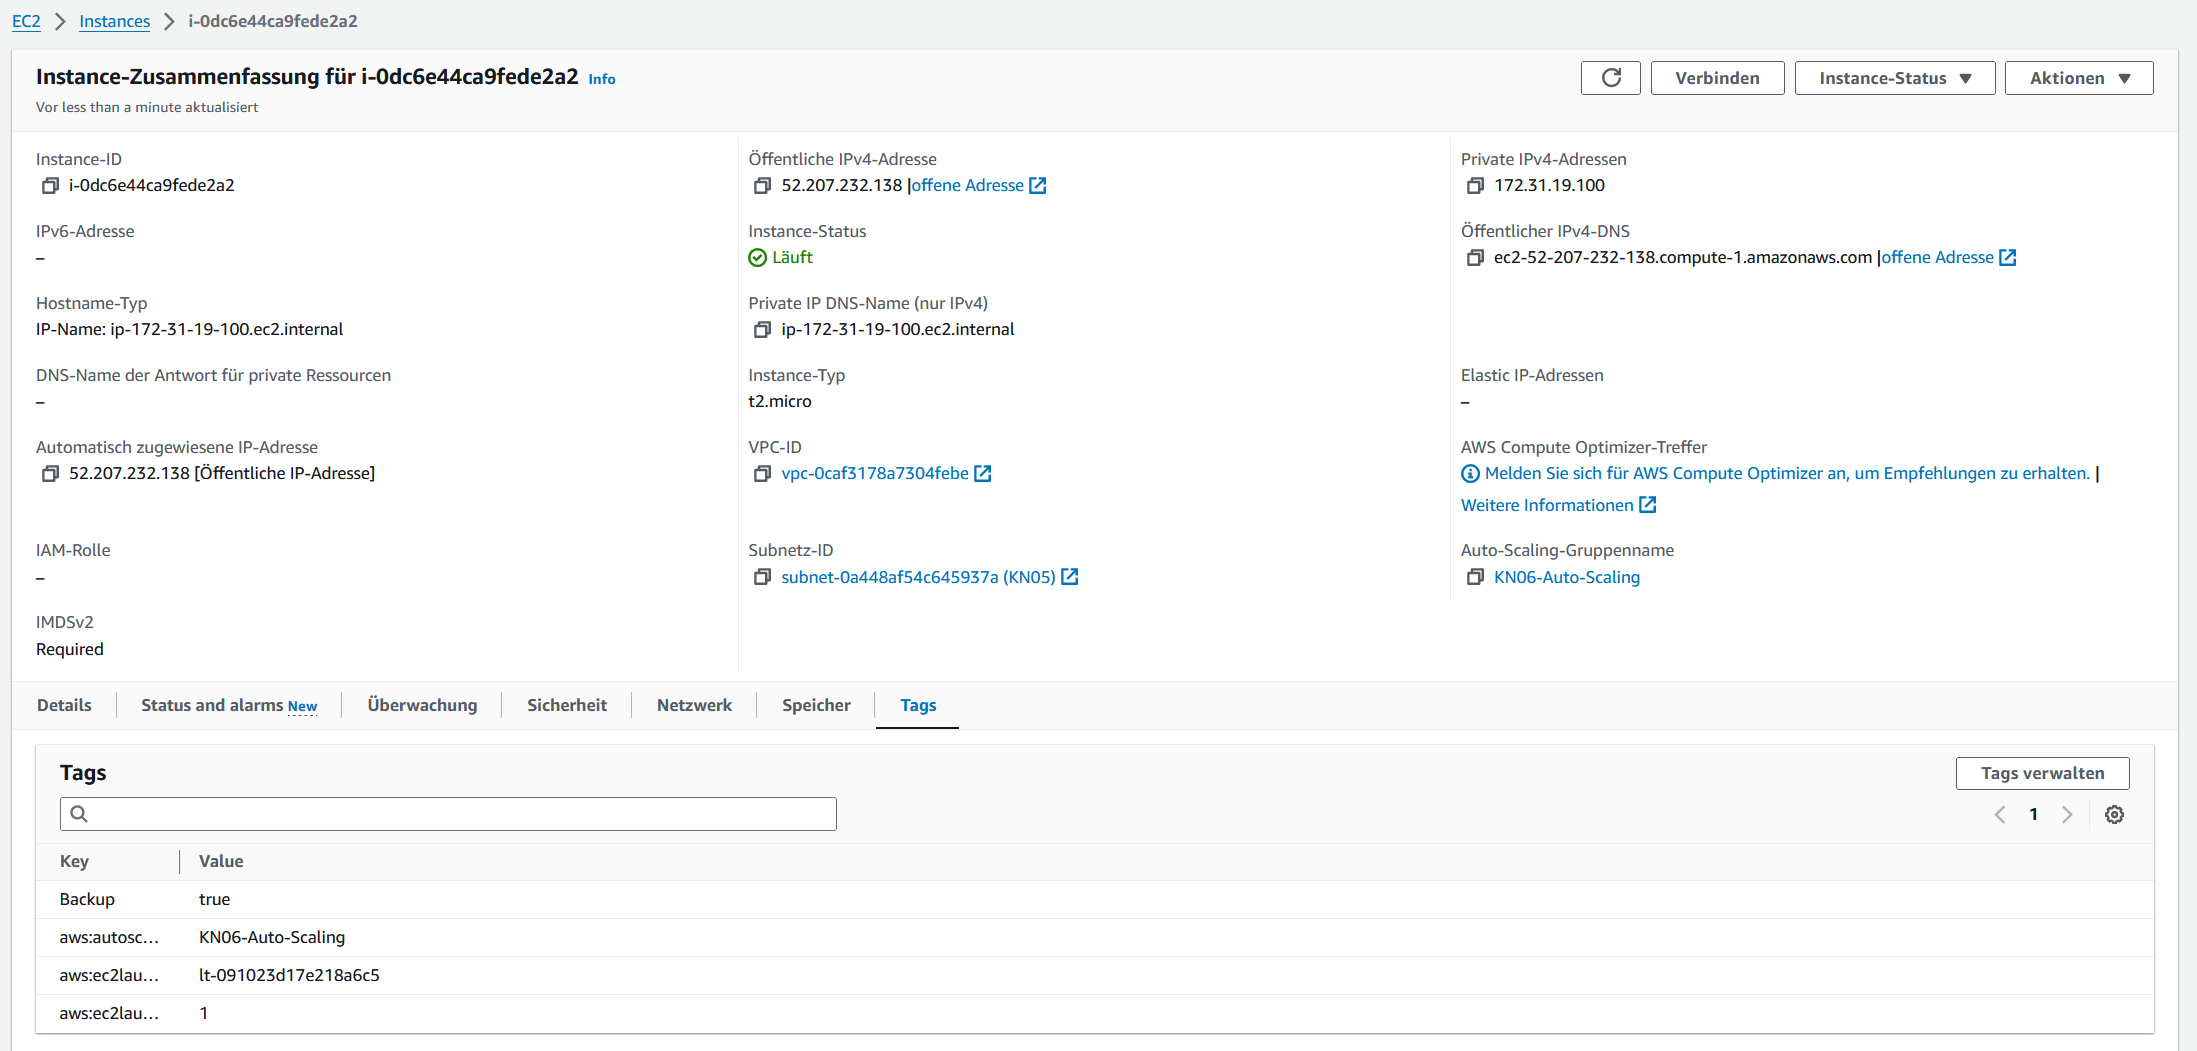 EC2 > Instances > i-0dc6e44ca9fede2a2
Instance-Zusammenfassung für i-0dc6e44ca9fede2a2 Info
Vor less than a minute aktualisiert
Verbinden
Instance-Status
Aktionen
Instance-ID
i-0dc6e44ca9fede2a2
Öffentliche IPv4-Adresse
52.207.232.138 |offene Adresse
Private IPv4-Adressen
172.31.19.100
IPv6-Adresse
–
Instance-Status
Läuft
Öffentlicher IPv4-DNS
ec2-52-207-232-138.compute-1.amazonaws.com |offene Adresse
Hostname-Typ
IP-Name: ip-172-31-19-100.ec2.internal
Private IP DNS-Name (nur IPv4)
ip-172-31-19-100.ec2.internal
DNS-Name der Antwort für private Ressourcen
–
Instance-Typ
t2.micro
Elastic IP-Adressen
–
Automatisch zugewiesene IP-Adresse
52.207.232.138 [Öffentliche IP-Adresse]
VPC-ID
vpc-0caf3178a7304febe
AWS Compute Optimizer-Treffer
Melden Sie sich für AWS Compute Optimizer an, um Empfehlungen zu erhalten. |
Weitere Informationen
IAM-Rolle
–
Subnetz-ID
subnet-0a448af54c645937a (KN05)
Auto-Scaling-Gruppenname
KN06-Auto-Scaling
IMDSv2
Required
Details
Status and alarms New
Überwachung
Sicherheit
Netzwerk
Speicher
Tags
Tags
Tags verwalten
1
Key Value
Backup true
aws:autosc... KN06-Auto-Scaling
aws:ec2lau... lt-091023d17e218a6c5
aws:ec2lau... 1